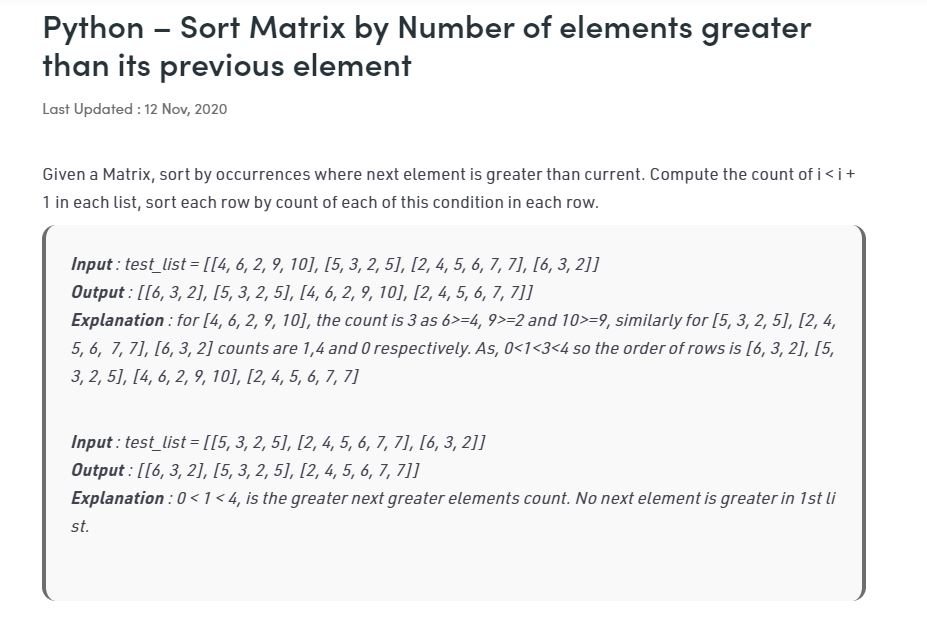 Python – Sort Matrix by Number of elements greater
than its previous element
Last Updated : 12 Nov, 2020
Given a Matrix, sort by occurrences where next element is greater than current. Compute the count of i < i +
1 in each list, sort each row by count of each of this condition in each row.
Input : test_list = [[4, 6, 2, 9, 10], [5, 3, 2, 5], [2, 4, 5, 6, 7, 7], [6, 3, 2]]
Output : [[6, 3, 2], [5, 3, 2, 5], [4, 6, 2, 9, 10], [2, 4, 5, 6, 7, 7]]
Explanation : for [4, 6, 2, 9, 10], the count is 3 as 6>=4, 9>=2 and 10>=9, similarly for [5, 3, 2, 5], [2, 4,
5, 6, 7, 7], [6, 3, 2] counts are 1,4 and 0 respectively. As, 0<1<3<4 so the order of rows is [6, 3, 2], [5,
3, 2, 5], [4, 6, 2, 9, 10], [2, 4, 5, 6, 7, 7]
Input : test_list = [[5, 3, 2, 5], [2, 4, 5, 6, 7, 7], [6, 3, 2]]
Output : [[6, 3, 2], [5, 3, 2, 5], [2, 4, 5, 6, 7, 7]]
Explanation : 0 < 1 < 4, is the greater next greater elements count. No next element is greater in 1st li
st.